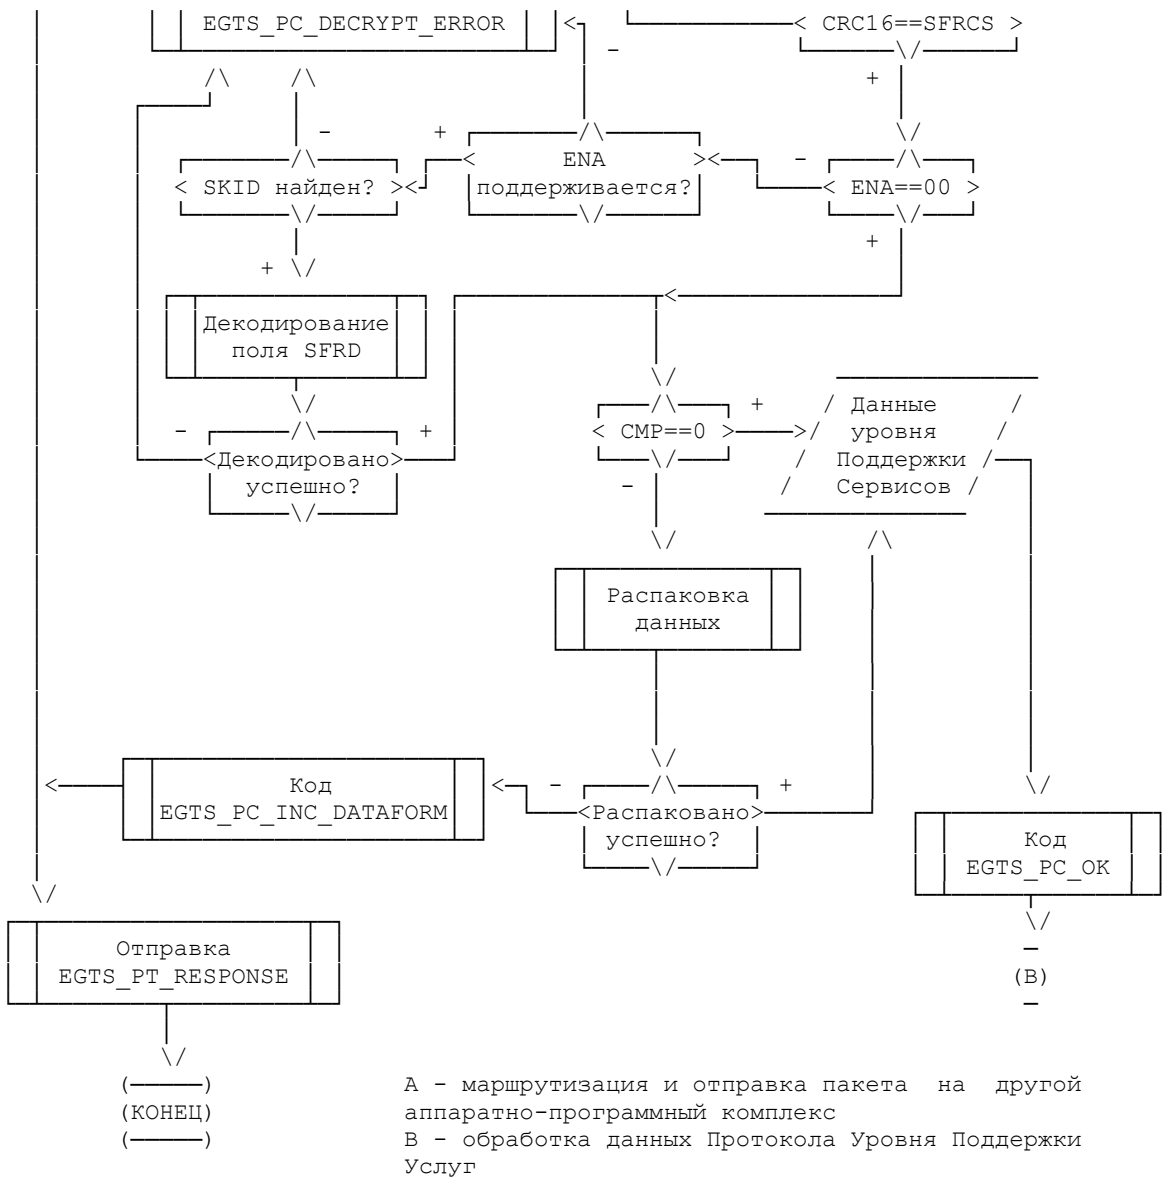 EGTS_PC_DECRYPT_ERROR
< CRC16==SFRCS >
-
+
-
+
ENA
-
< SKID найден? >
поддерживается?
< ENA==00 >
+
+
Декодирование
поля SFRD
+
Данные
-
+
< CMP==0 >
уровня
<Декодировано>
Поддержки
успешно?
-
Сервисов
Распаковка
данных
Код
-
+
EGTS_PC_INC_DATAFORM
<Распаковано>
успешно?
Код
EGTS_PC_OK
Отправка
EGTS_PT_RESPONSE
(B)
(КОНЕЦ)
A - маршрутизация и отправка пакета на другой
аппаратно-программный комплекс
B - обработка данных Протокола Уровня Поддержки
Услуг